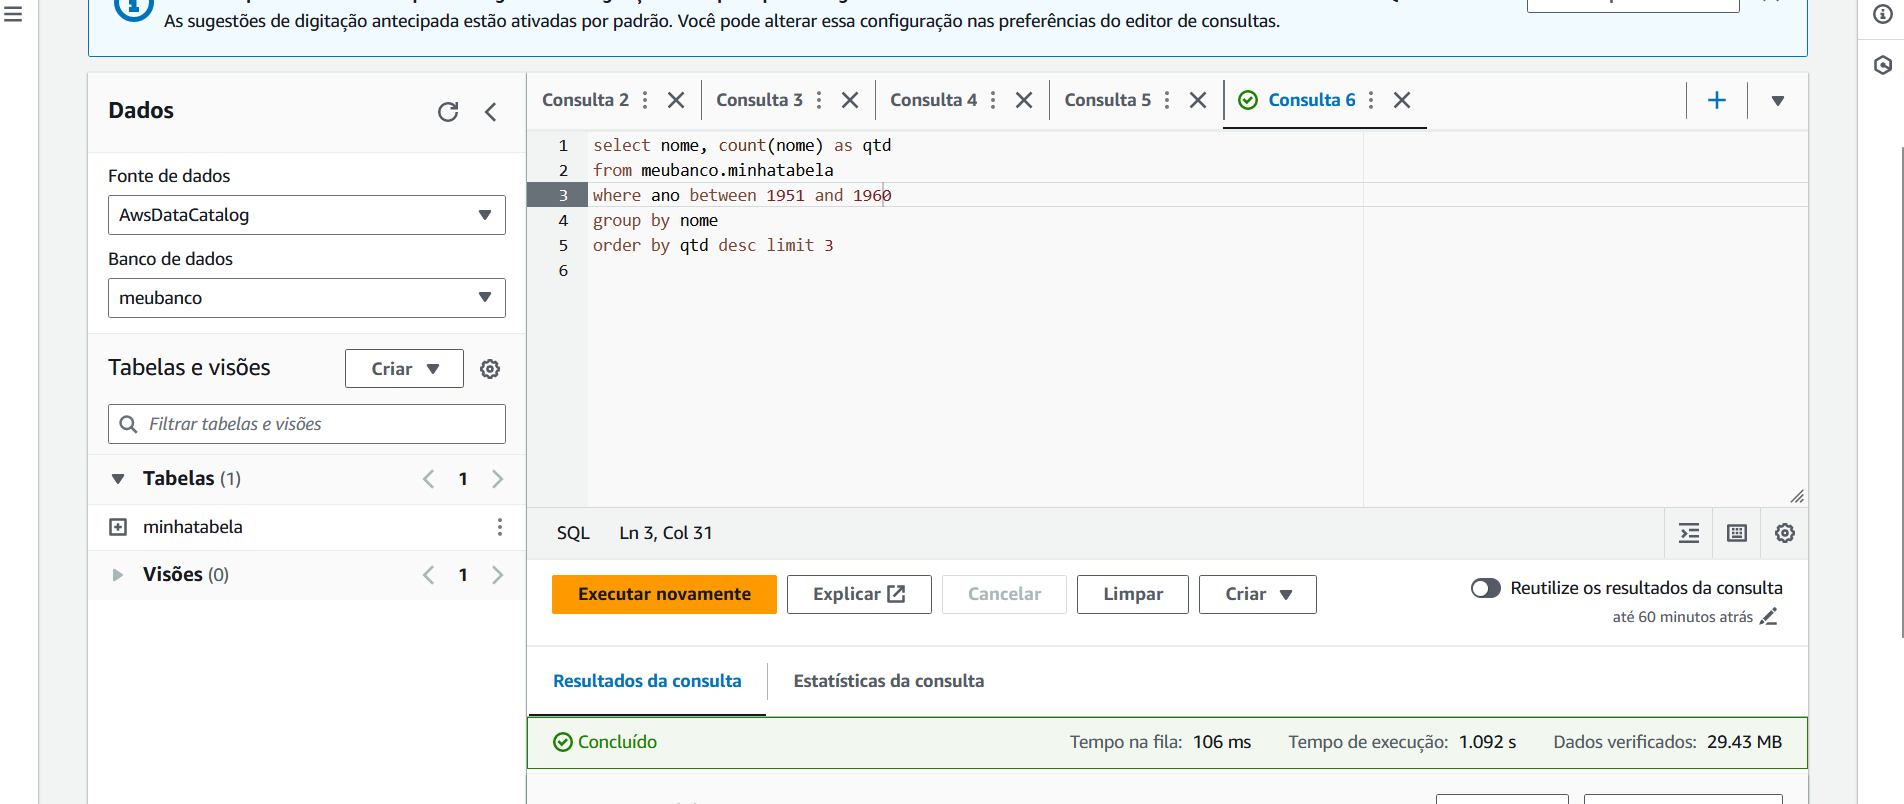 As sugestões de digitação antecipada estão ativadas por padrão. Você pode alterar essa configuração nas preferências do editor de consultas.
Dados
Fonte de dados
AwsDataCatalog
Banco de dados
meubanco
Tabelas e visões
Criar
Filtrar tabelas e visões
Tabelas (1)
1
minhatabela
Visões (0)
1
Consulta 2
Consulta 3
Consulta 4
Consulta 5
Consulta 6
1 select nome, count(nome) as qtd
2 from meubanco.minhatabela
3 where ano between 1951 and 1960
4 group by nome
5 order by qtd desc limit 3
6
SQL Ln 3, Col 31
Executar novamente
Explicar
Cancelar
Limpar
Criar
Reutilize os resultados da consulta
até 60 minutos atrás
Resultados da consulta
Estatísticas da consulta
Concluído
Tempo na fila: 106 ms
Tempo de execução: 1.092 s
Dados verificados: 29.43 MB